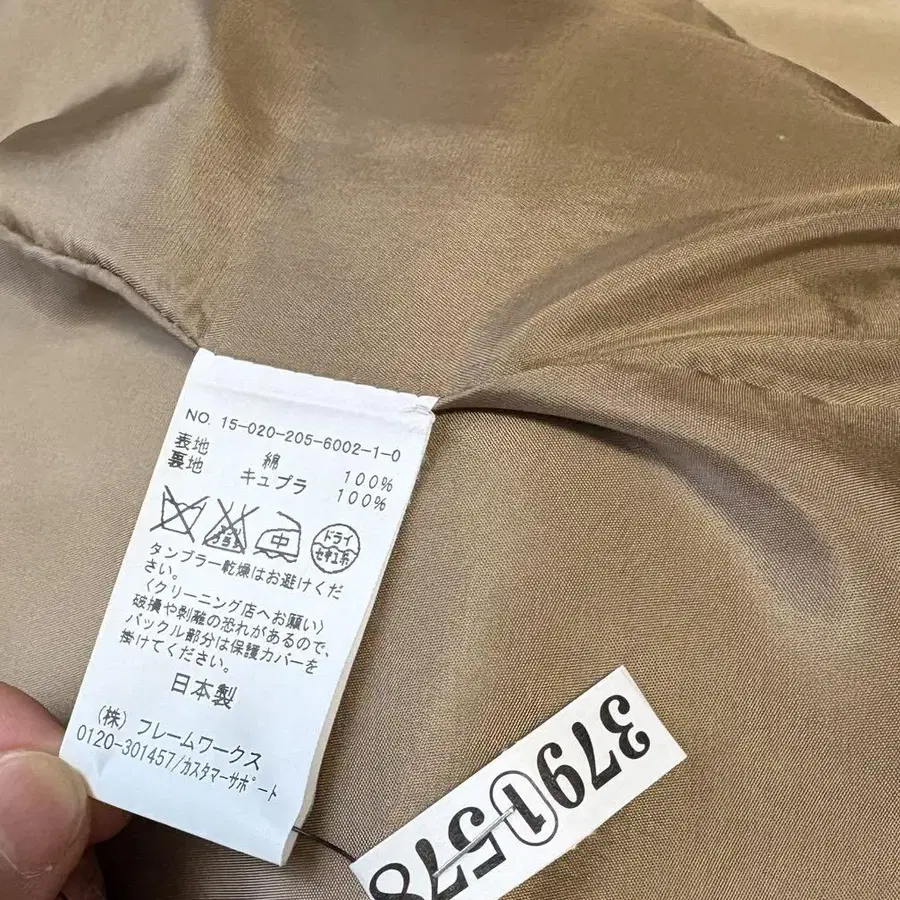 NO. 15-020-205-6002-1-0
表地 綿 100%
裏地 キュプラ 100%
中
ドライ
セキユ系
タンブラー乾燥はお避けくだ
さい。
〈クリーニング店へお願い〉
破損や剥離の恐れがあるので、
バックル部分は保護カバーを
掛けてください。
日本製
(株) フレームワークス
0120-301457/カスタマーサポート
3791578